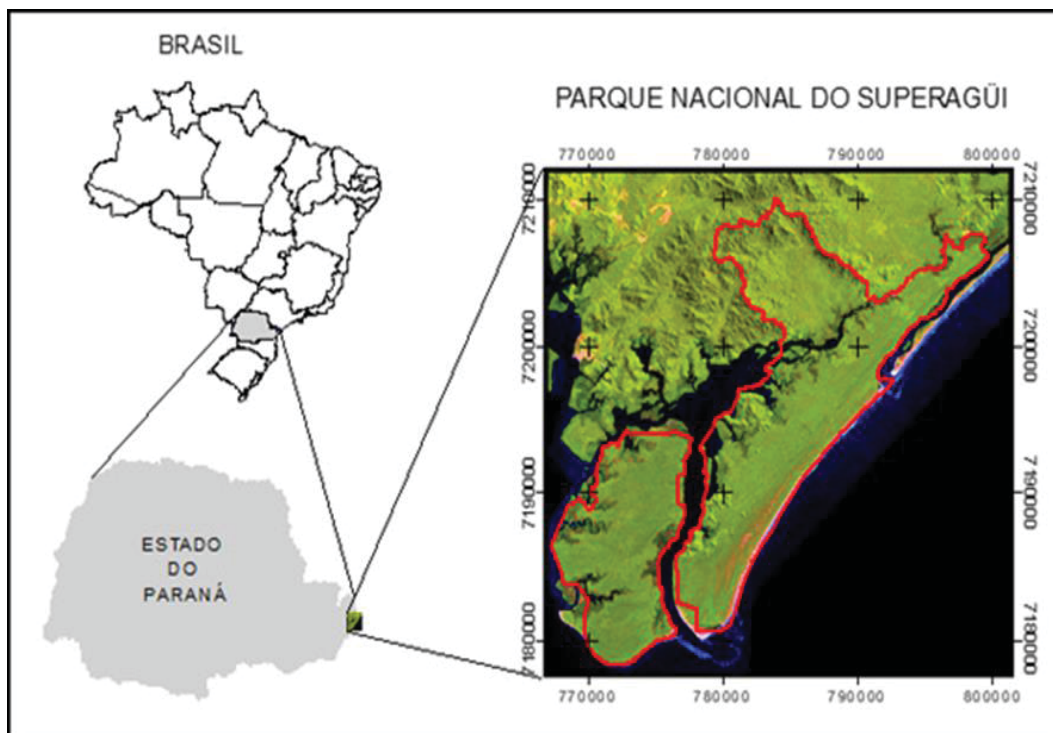 BRASIL
PARQUE NACIONAL DO SUPERAGÜI
770000 780000 790000 800000
7210000
7210000
7200000
7200000
7190000
7190000
7180000
7180000
770000 780000 790000 800000
ESTADO
DO
PARANÁ